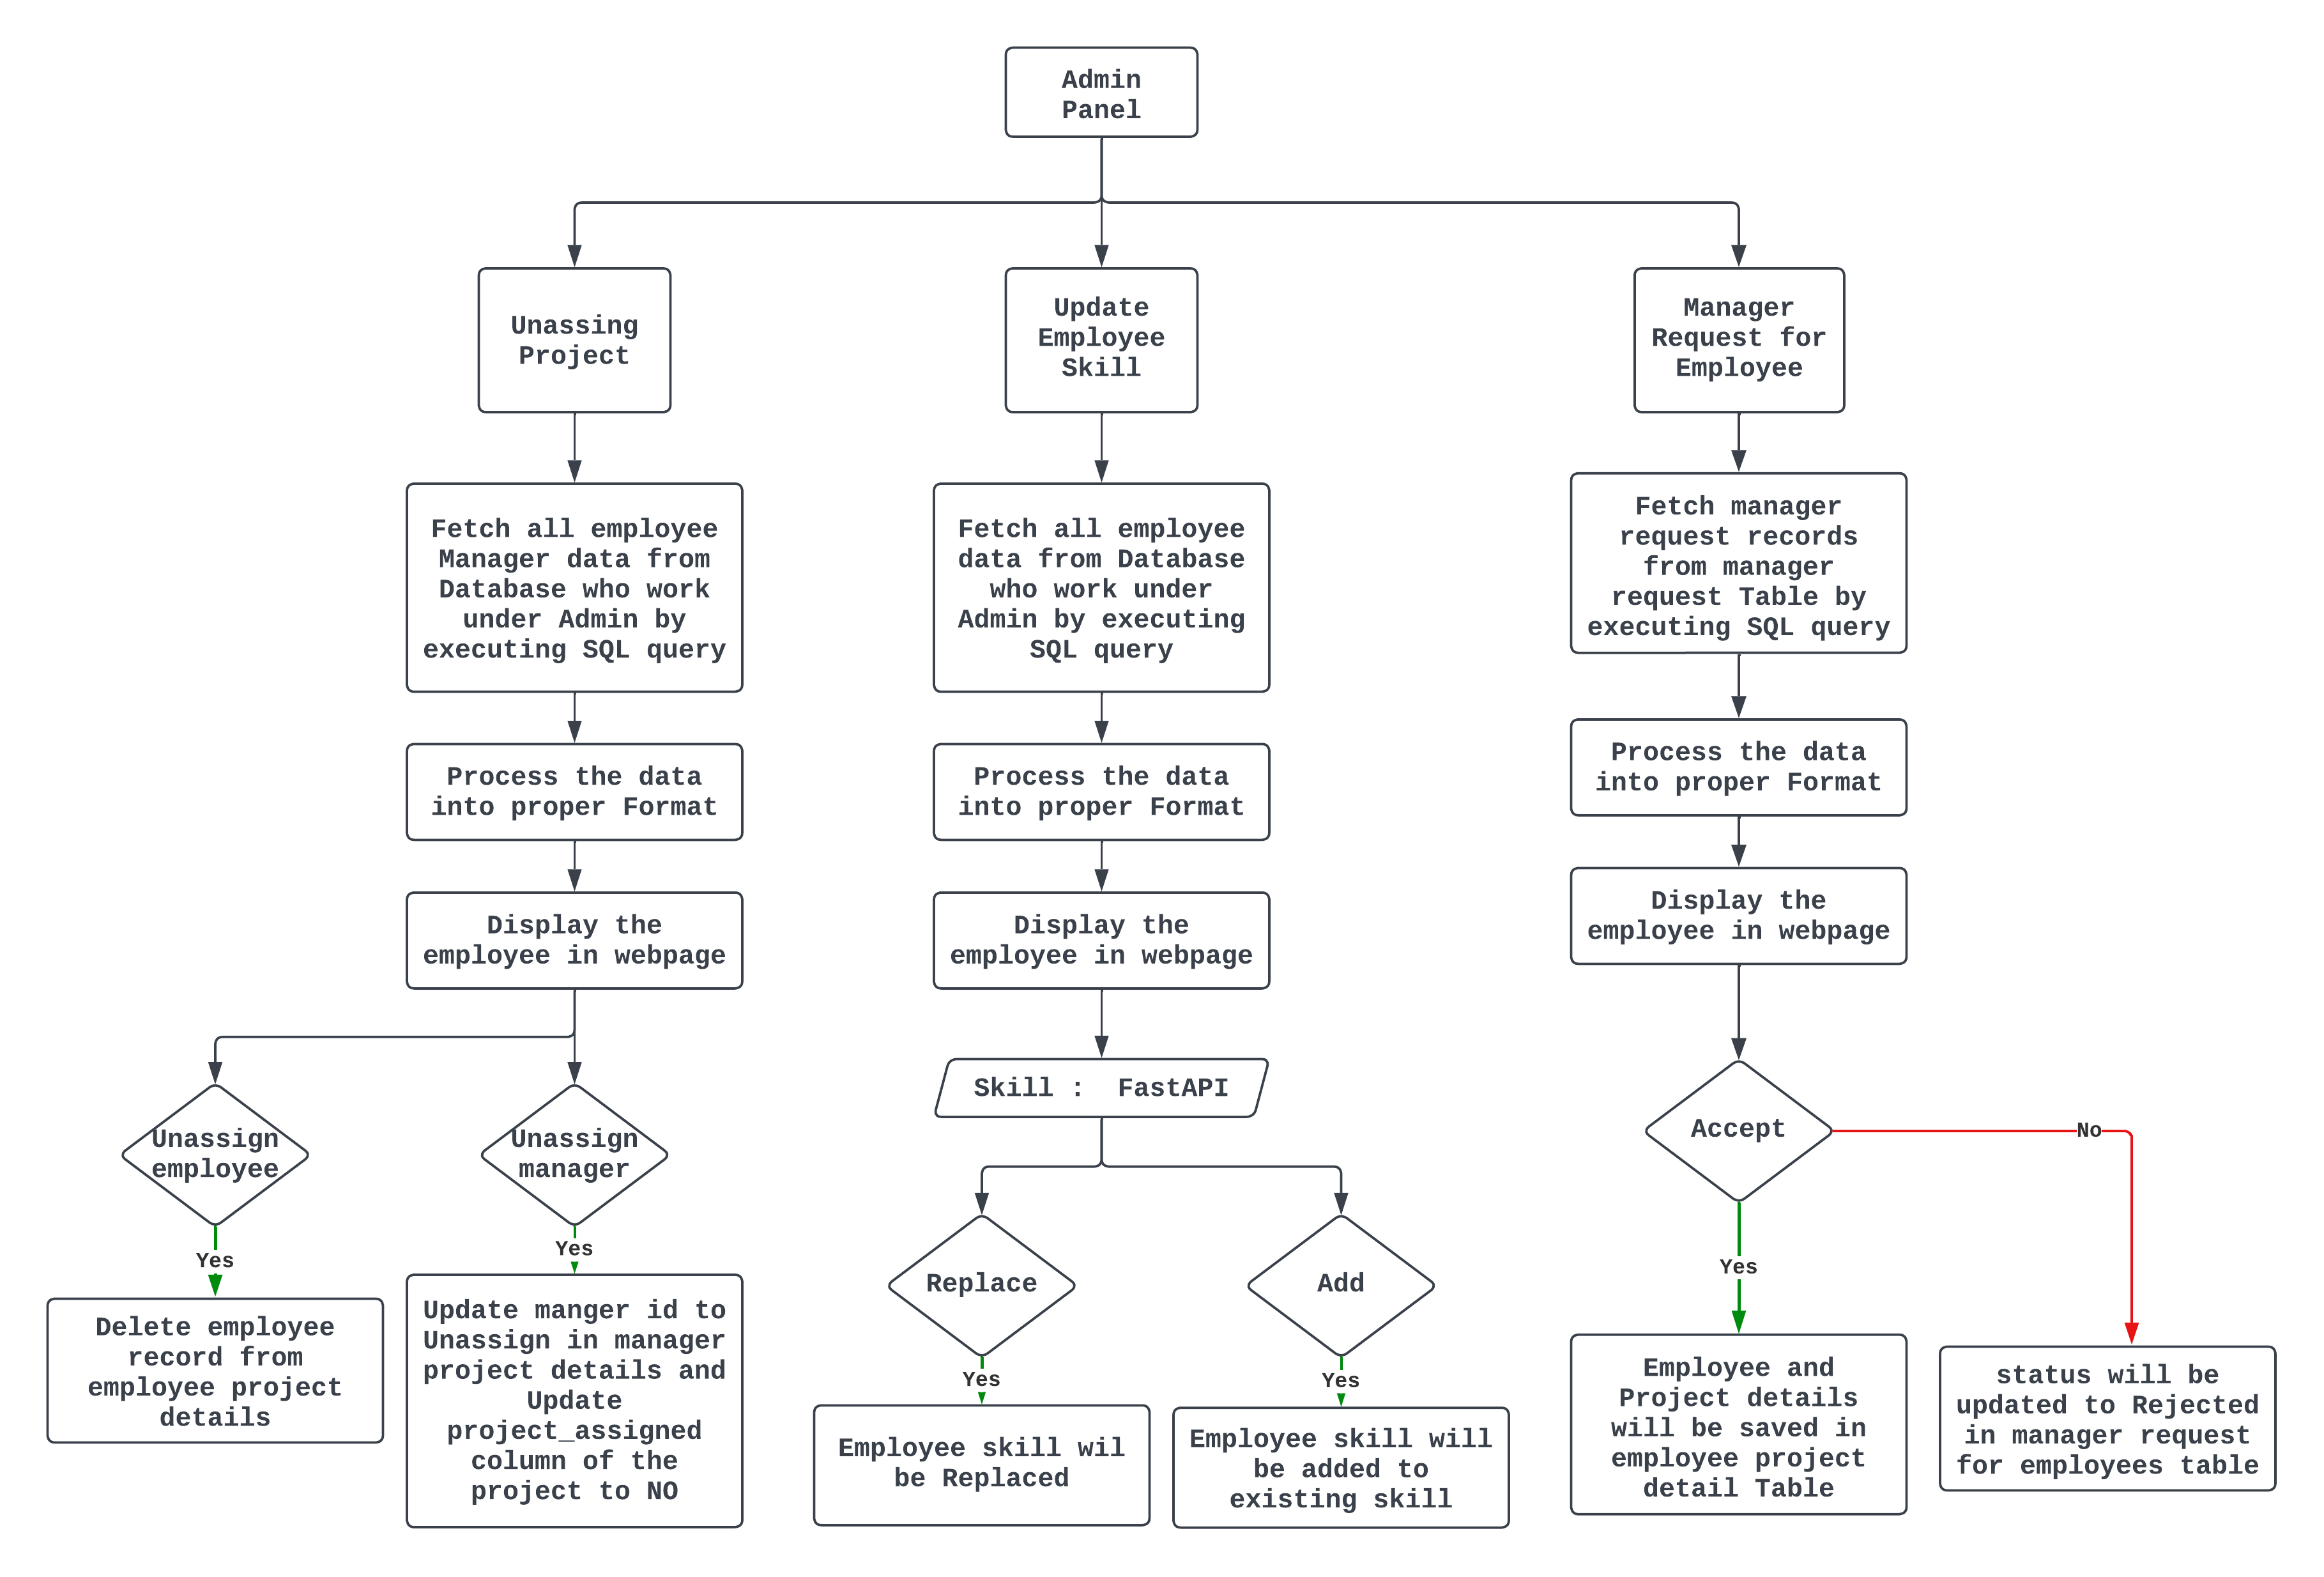 Admin
Panel
Unassing
Project
Update
Employee
Skill
Manager
Request for
Employee
Fetch all employee
Manager data from
Database who work
under Admin by
executing SQL query
Fetch all employee
data from Database
who work under
Admin by executing
SQL query
Fetch manager
request records
from manager
request Table by
executing SQL query
Process the data
into proper Format
Process the data
into proper Format
Process the data
into proper Format
Display the
employee in webpage
Display the
employee in webpage
Display the
employee in webpage
Unassign
employee
Unassign
manager
Skill :  FastAPI
Accept
No
Yes
Yes
Replace
Add
Yes
Delete employee
record from
employee project
details
Update manger id to
Unassign in manager
project details and
Update
project_assigned
column of the
project to NO
Yes
Yes
Employee skill wil
be Replaced
Employee skill will
be added to
existing skill
Employee and
Project details
will be saved in
employee project
detail Table
status will be
updated to Rejected
in manager request
for employees table